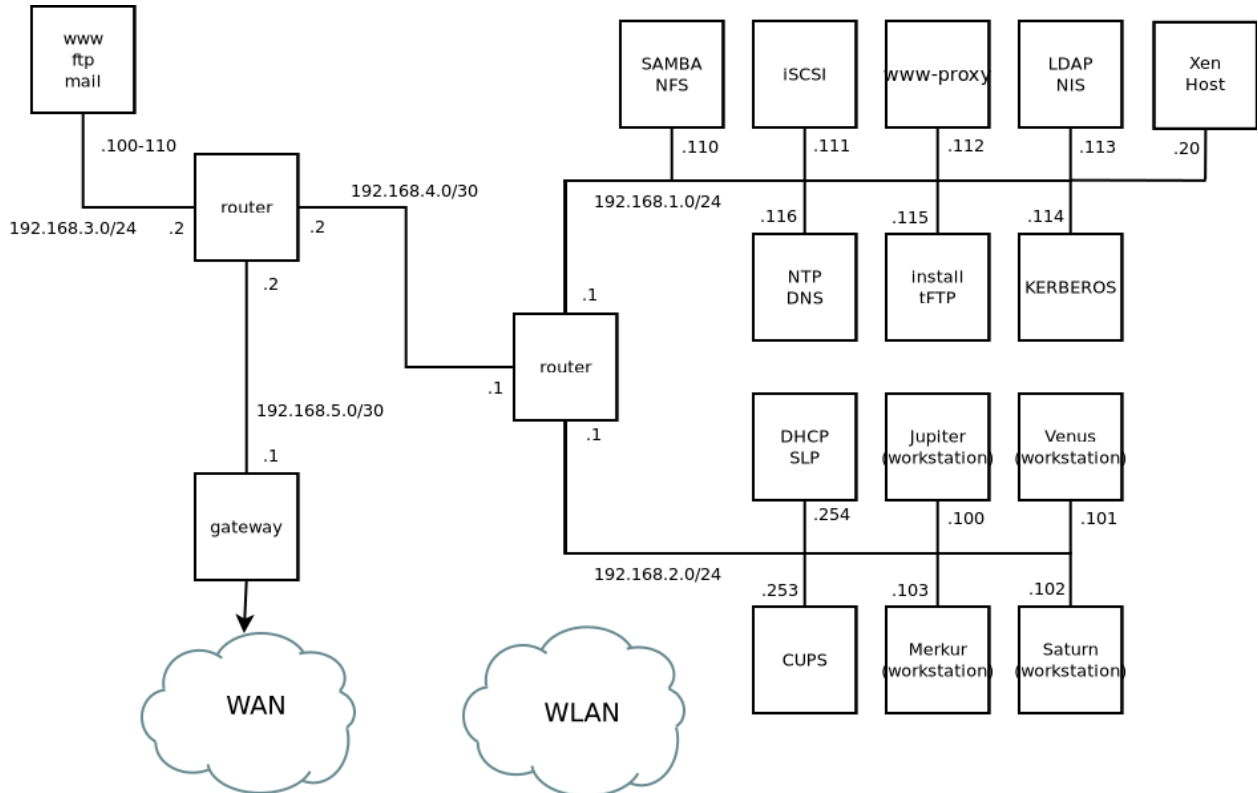 www
ftp
mail
.100-110
192.168.3.0/24
.2
router
.2
.2
192.168.4.0/30
192.168.5.0/30
.1
gateway
WAN
WLAN
.1
router
.1
.1
SAMBA
NFS
.110
iSCSI
.111
www-proxy
.112
LDAP
NIS
.113
Xen
Host
.20
192.168.1.0/24
.116
NTP
DNS
.115
install
tFTP
.114
KERBEROS
DHCP
SLP
.254
Jupiter
(workstation)
.100
Venus
(workstation)
.101
192.168.2.0/24
.253
CUPS
.103
Merkur
(workstation)
.102
Saturn
(workstation)